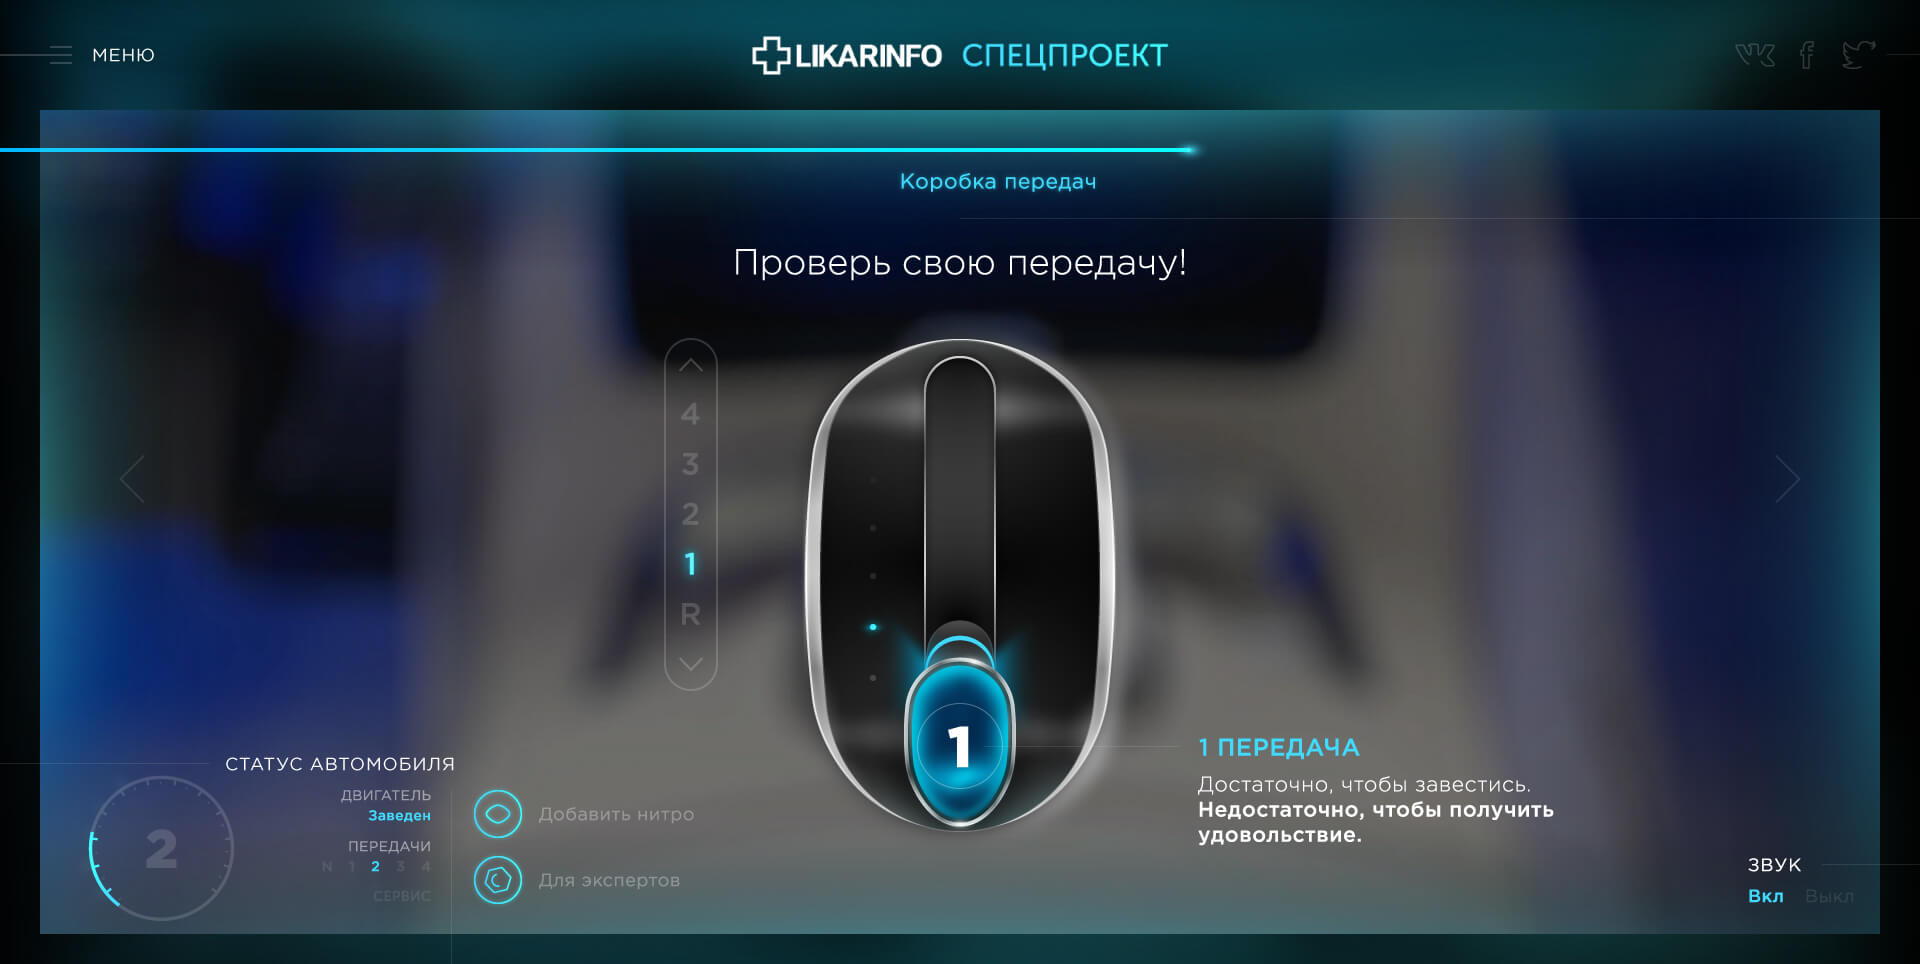 МЕНЮ
LIKARINFO СПЕЦПРОЕКТ
Коробка передач
Проверь свою передачу!
4
3
2
1
R
1
1 ПЕРЕДАЧА
Достаточно, чтобы завестись.
Недостаточно, чтобы получить
удовольствие.
СТАТУС АВТОМОБИЛЯ
2
ДВИГАТЕЛЬ
Заведен
ПЕРЕДАЧИ
N 1 2 3 4
СЕРВИС
Добавить нитро
Для экспертов
ЗВУК
Вкл Выкл